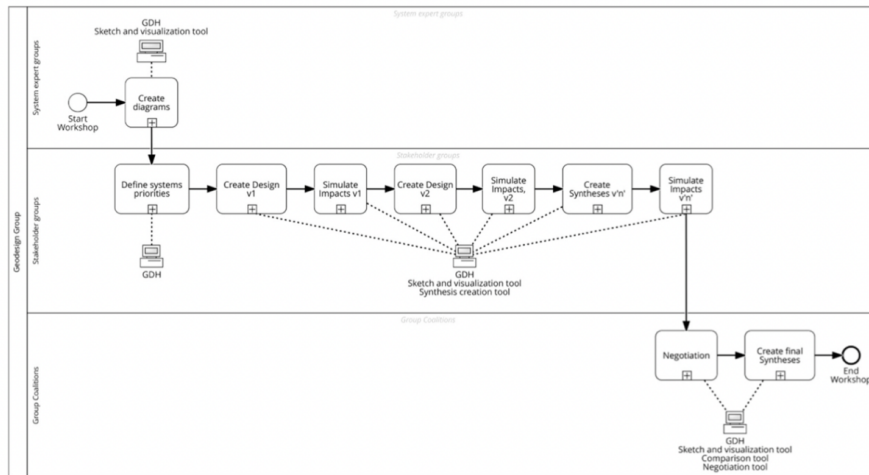 System expert groups
GDH
Sketch and visualization tool
System expert groups
Start
Workshop
Create
diagrams
Geodesign Group
Stakeholder groups
Stakeholder groups
Define systems
priorities
Create Design
v1
Simulate
Impacts v1
Create Design
v2
Simulate
Impacts,
v2
Create
Syntheses v'n'
Simulate
Impacts
v'n'
GDH
GDH
Sketch and visualization tool
Synthesis creation tool
Group Coalitions
Group Coalitions
Negotiation
Create final
Syntheses
End
Workshop
GDH
Sketch and visualization tool
Comparison tool
Negotiation tool